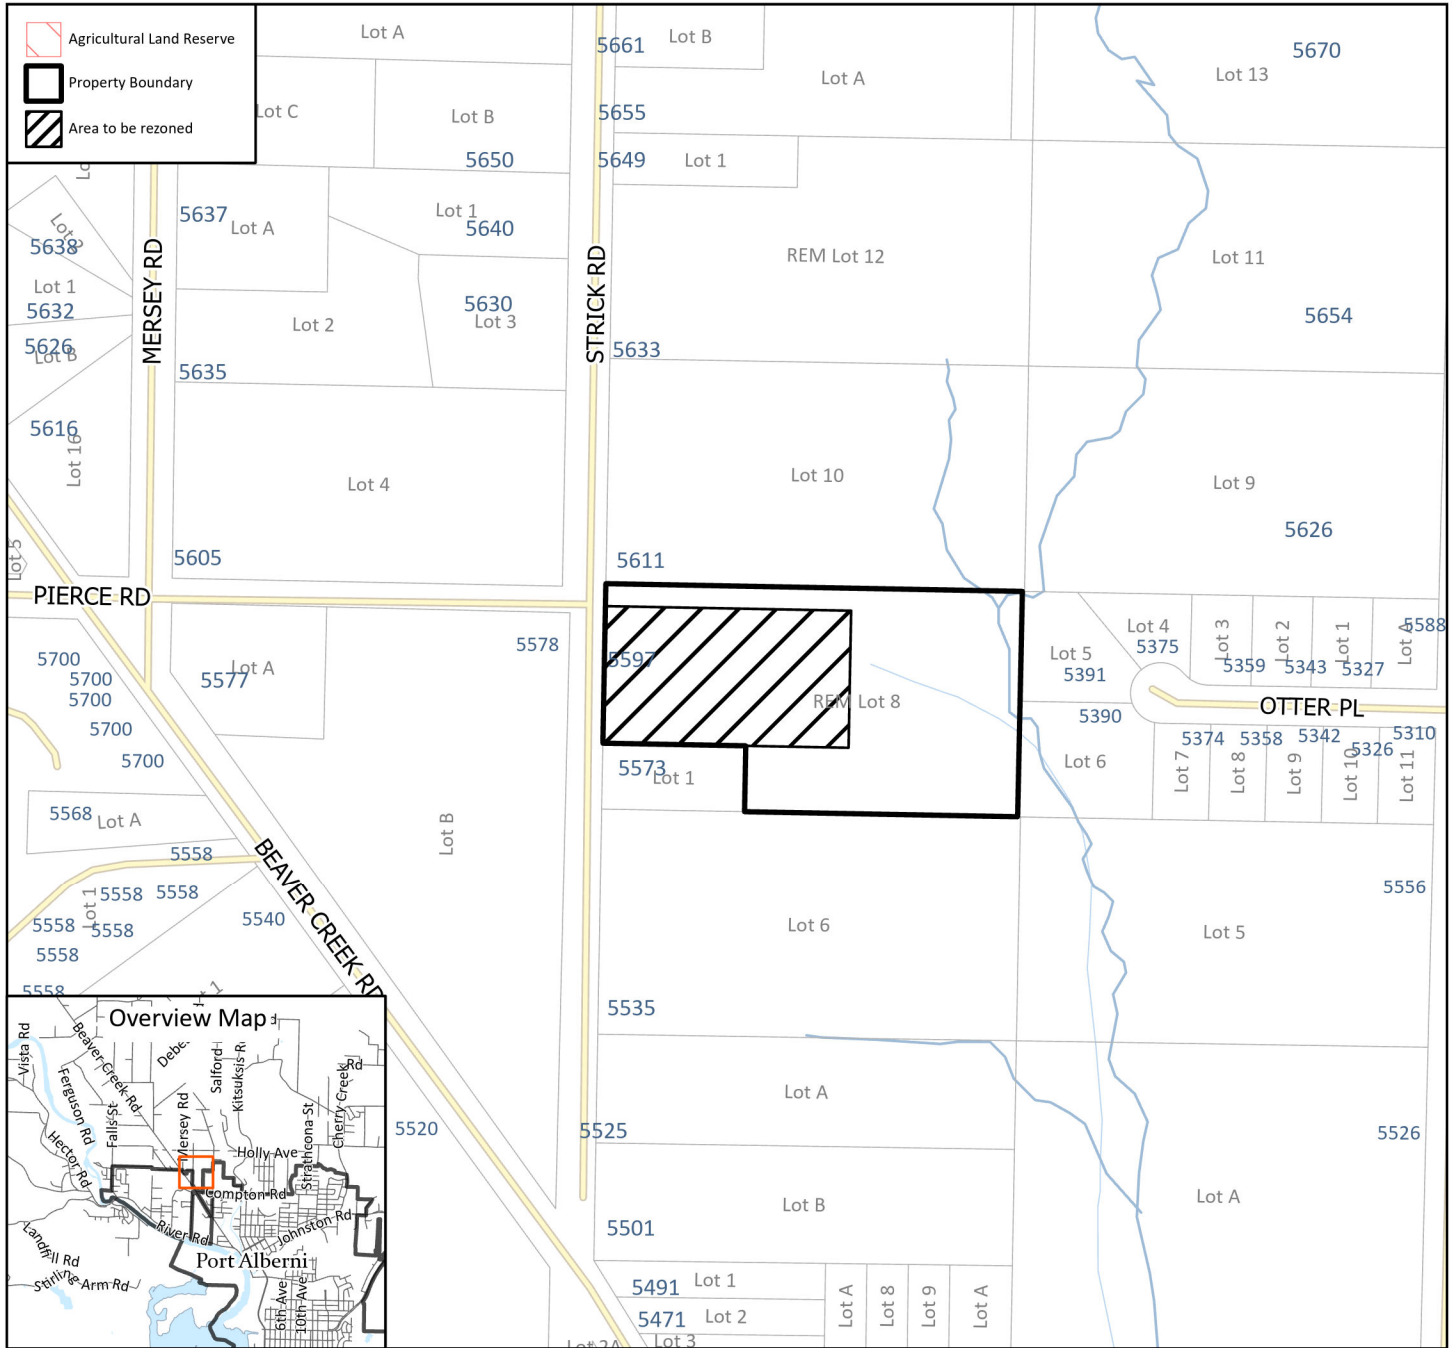 Agricultural Land Reserve
Property Boundary
Area to be rezoned
Lot A
5661
Lot B
Lot A
5670
Lot 13
Lot C
Lot B
5650
5655
5649
Lot 1
5637
Lot A
Lot 1
5640
5638
Lot 1
5632
5626
Lot B
MERSEY RD
Lot 2
5630
Lot 3
STRICK RD
REM Lot 12
Lot 11
5654
5635
5633
5616
Lot 16
Lot 4
Lot 10
Lot 9
5626
5605
Lot 5
5611
PIERCE RD
5700
5700
5700
5700
5700
5577
Lot A
5578
5597
REM Lot 8
Lot 5
5391
Lot 4
5375
Lot 3
5359
Lot 2
5343
Lot 1
5327
5588
5390
OTTER PL
5374
5358
5342
5326
5310
Lot 6
Lot 7
Lot 8
Lot 9
Lot 10
Lot 11
5573
Lot 1
5568
Lot A
Lot B
5558
5558
5558
Lot 1
5558
5558
5558
5558
5540
BEAVER CREEK RD
5556
Lot 6
Lot 5
5535
Lot A
5520
5525
5526
Lot B
Lot A
5501
5491
Lot 1
5471
Lot 2
Lot 3
Lot 2A
Lot A
Lot 8
Lot 9
Lot A
Overview Map
Vista Rd
Beaver Creek Rd
Salford
Kitsuksis R
Rd
Ferguson Rd
Falls St
Mersey Rd
Strathcona St
Cherry Creek
Hector Rd
Holly Ave
Compton Rd
River Rd
Johnston Rd
Landfill Rd
Port Alberni
Stirling Arm Rd
6th Ave
10th Ave